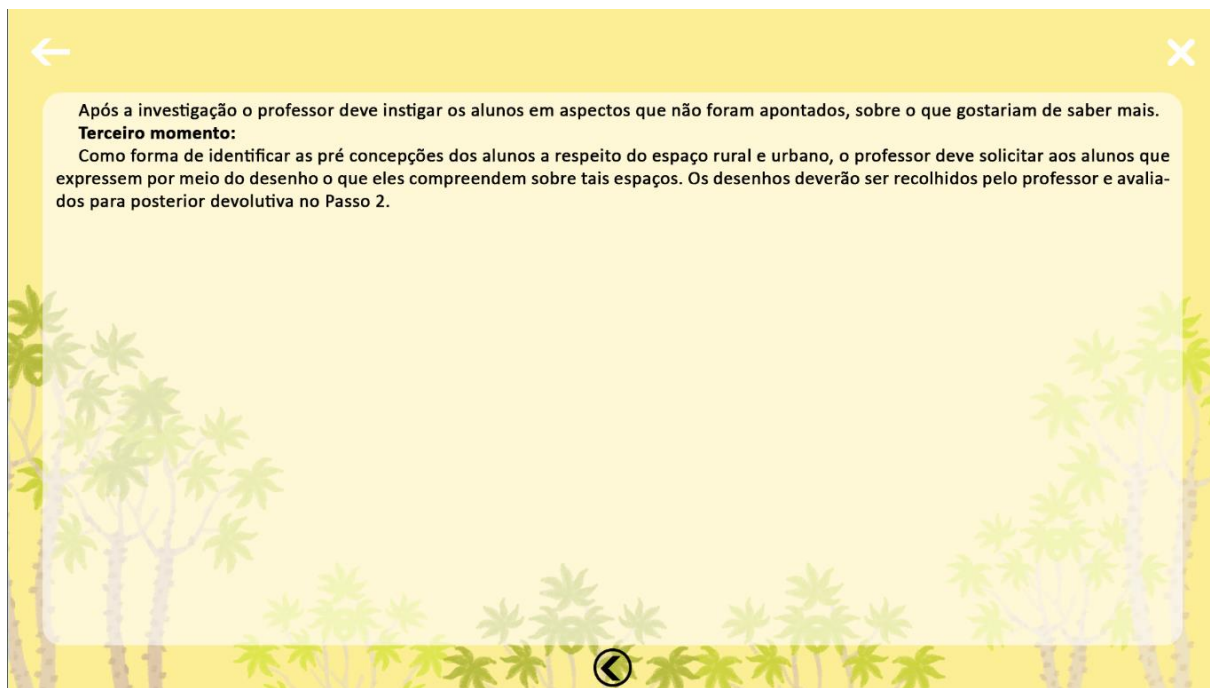 Após a investigação o professor deve instigar os alunos em aspectos que não foram apontados, sobre o que gostariam de saber mais.
Terceiro momento:
Como forma de identificar as pré concepções dos alunos a respeito do espaço rural e urbano, o professor deve solicitar aos alunos que
expressem por meio do desenho o que eles compreendem sobre tais espaços. Os desenhos deverão ser recolhidos pelo professor e avalia-
dos para posterior devolutiva no Passo 2.